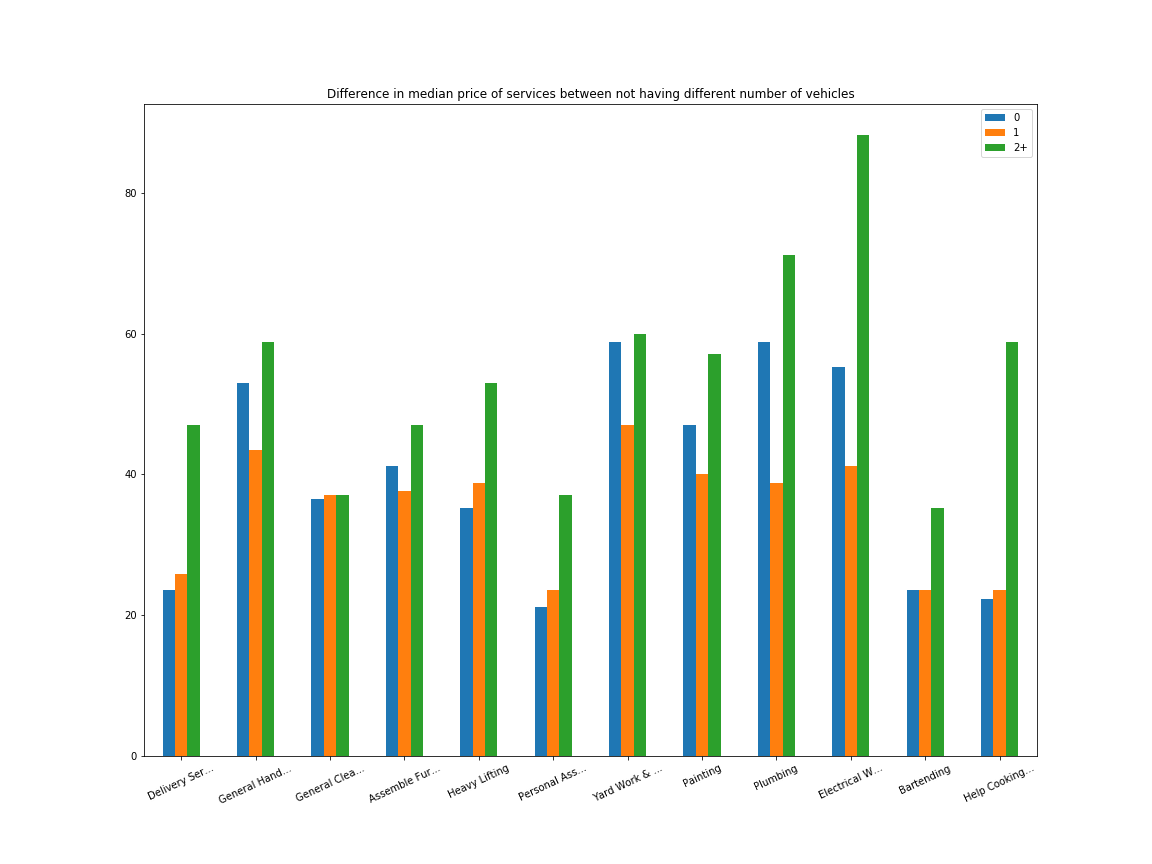 Difference in median price of services between not having different number of vehicles
0
1
2+
80
60
40
20
0
Delivery Ser...
General Hand...
General Clea...
Assemble Fur...
Heavy Lifting
Personal Ass...
Yard Work & ...
Painting
Plumbing
Electrical W...
Bartending
Help Cooking...